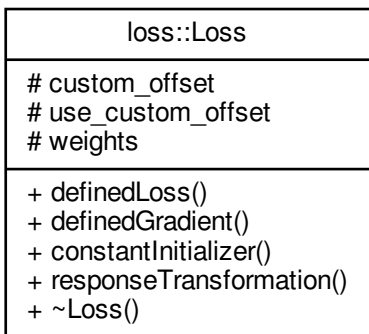 loss::Loss
# custom_offset
# use_custom_offset
# weights
+ definedLoss()
+ definedGradient()
+ constantInitializer()
+ responseTransformation()
+ ~Loss()